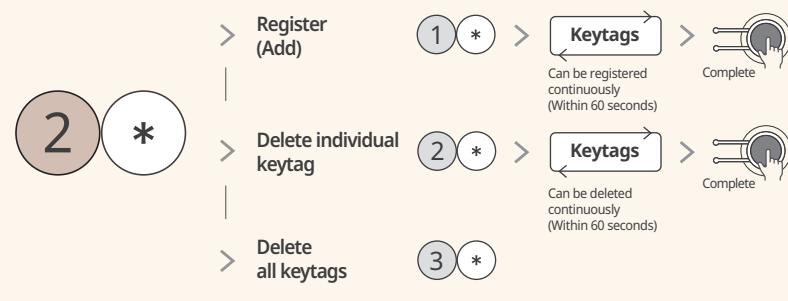 2 *
Register
(Add)
1 *
Keytags
Can be registered
continuously
(Within 60 seconds)
Complete
Delete individual
keytag
2 *
Keytags
Can be deleted
continuously
(Within 60 seconds)
Complete
Delete
all keytags
3 *